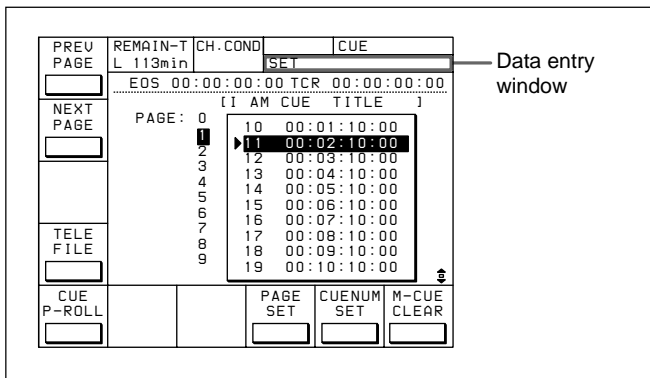 PREV PAGE
REMAIN-T CH.COND CUE
L 113min SET
Data entry window
EOS 00:00:00:00 TCR 00:00:00:00
NEXT PAGE
[I AM CUE TITLE ]
PAGE: 0
1
2
3
4
5
6
7
8
9
10 00:01:10:00
11 00:02:10:00
12 00:03:10:00
13 00:04:10:00
14 00:05:10:00
15 00:06:10:00
16 00:07:10:00
17 00:08:10:00
18 00:09:10:00
19 00:10:10:00
TELE FILE
CUE P-ROLL
PAGE SET
CUENUM SET
M-CUE CLEAR